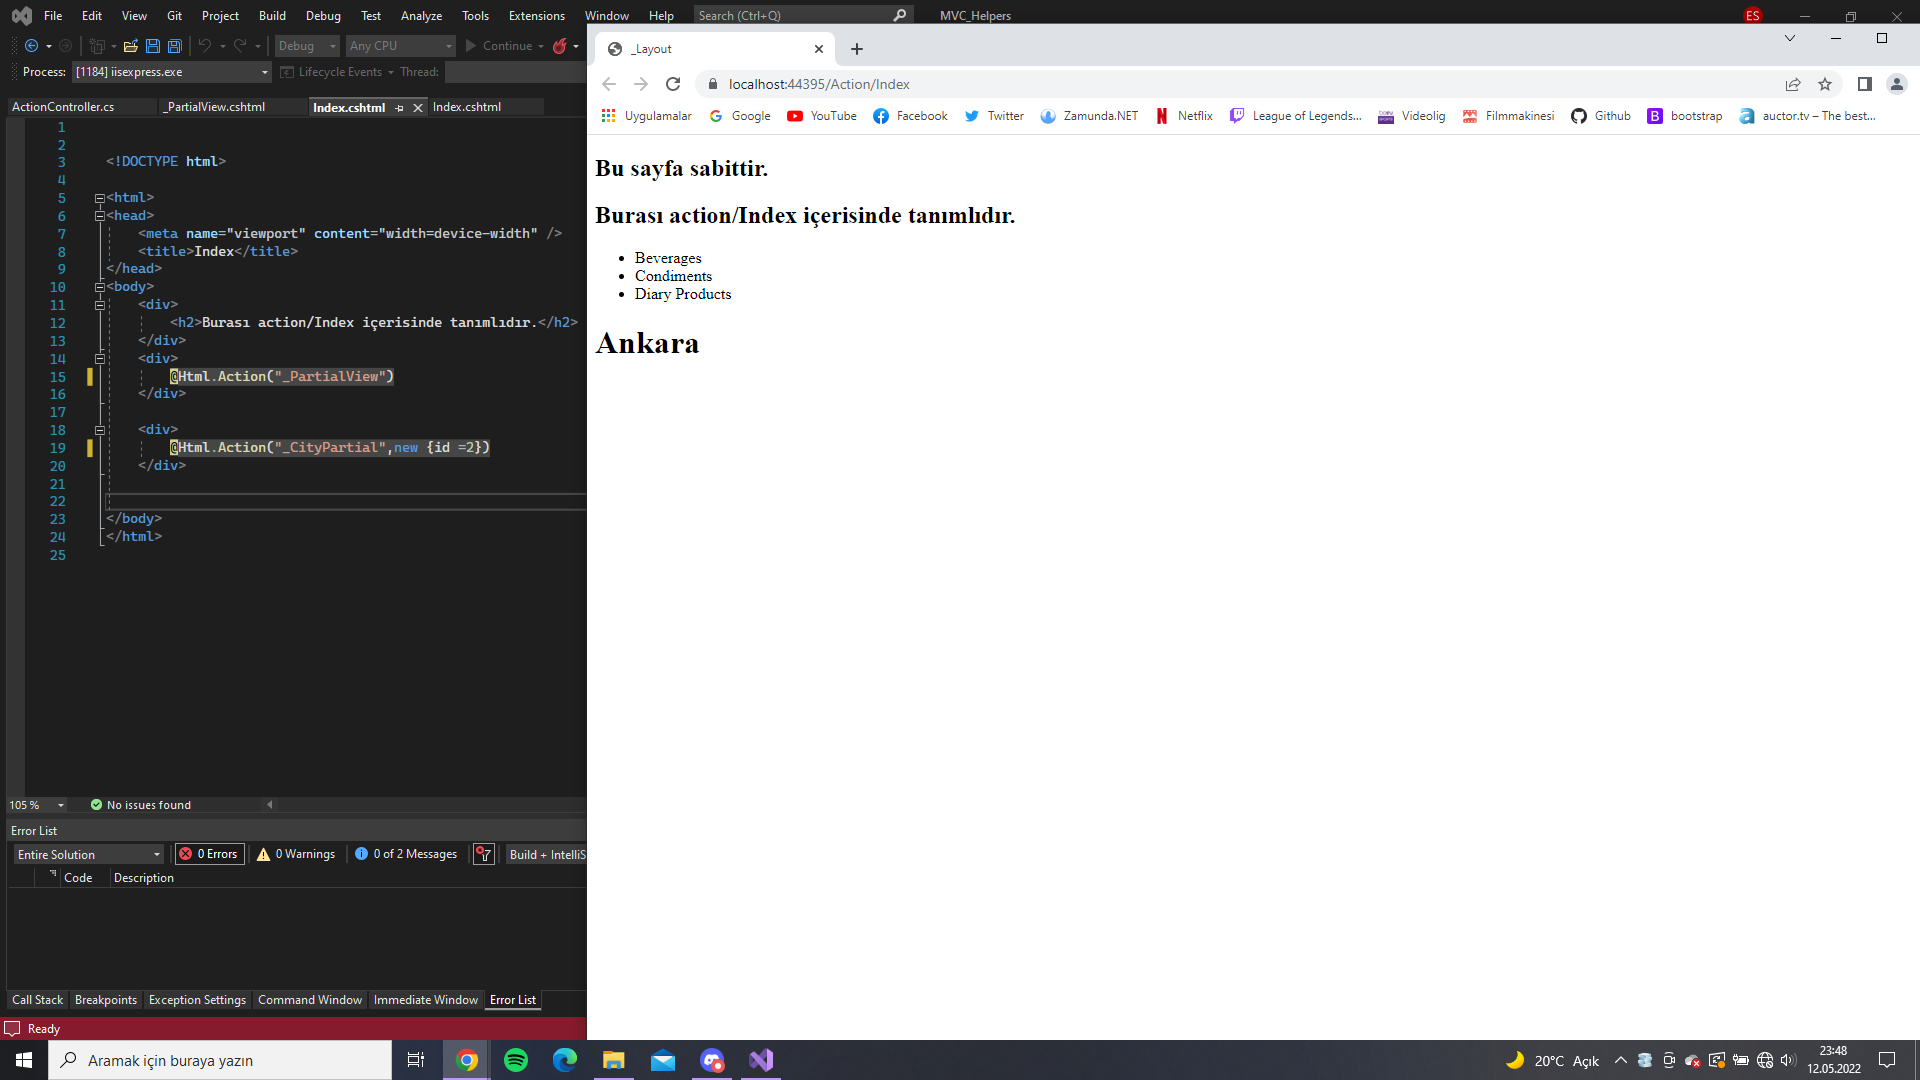 File Edit View Git Project Build Debug Test Analyze Tools Extensions Window Help Search (Ctrl+Q) MVC_Helpers ES
Debug Any CPU Continue
Process: [1184] iisexpress.exe Lifecycle Events Thread:
ActionController.cs _PartialView.cshtml Index.cshtml Index.cshtml
1
2
3 <!DOCTYPE html>
4
5 <html>
6 <head>
7 <meta name="viewport" content="width=device-width" />
8 <title>Index</title>
9 </head>
10 <body>
11 <div>
12 <h2>Burası action/Index içerisinde tanımlıdır.</h2>
13 </div>
14 <div>
15 @Html.Action("_PartialView")
16 </div>
17
18 <div>
19 @Html.Action("_CityPartial",new {id =2})
20 </div>
21
22
23 </body>
24 </html>
25
105 % No issues found
Error List
Entire Solution 0 Errors 0 Warnings 0 of 2 Messages Build + IntelliS
Code Description
Call Stack Breakpoints Exception Settings Command Window Immediate Window Error List
Ready
_Layout
localhost:44395/Action/Index
Uygulamalar Google YouTube Facebook Twitter Zamunda.NET Netflix League of Legends... Videolig Filmmakinesi Github bootstrap auctor.tv – The best...
Bu sayfa sabittir.
Burası action/Index içerisinde tanımlıdır.
Beverages
Condiments
Diary Products
Ankara
Aramak için buraya yazın
20°C Açık
23:48
12.05.2022